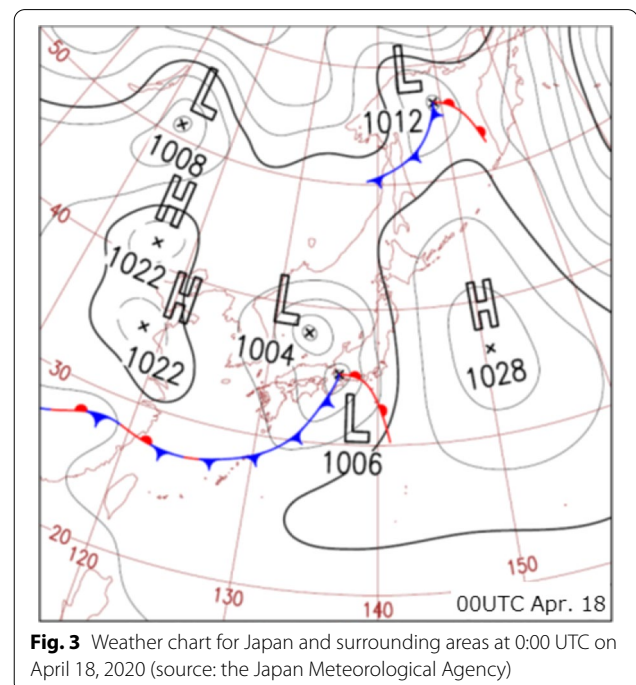 50
L
1008
L
1012
H
1022
40
H
1022
L
1004
H
1028
30
L
1006
20
120
130
140
150
00UTC Apr. 18
Fig. 3 Weather chart for Japan and surrounding areas at 0:00 UTC on
April 18, 2020 (source: the Japan Meteorological Agency)